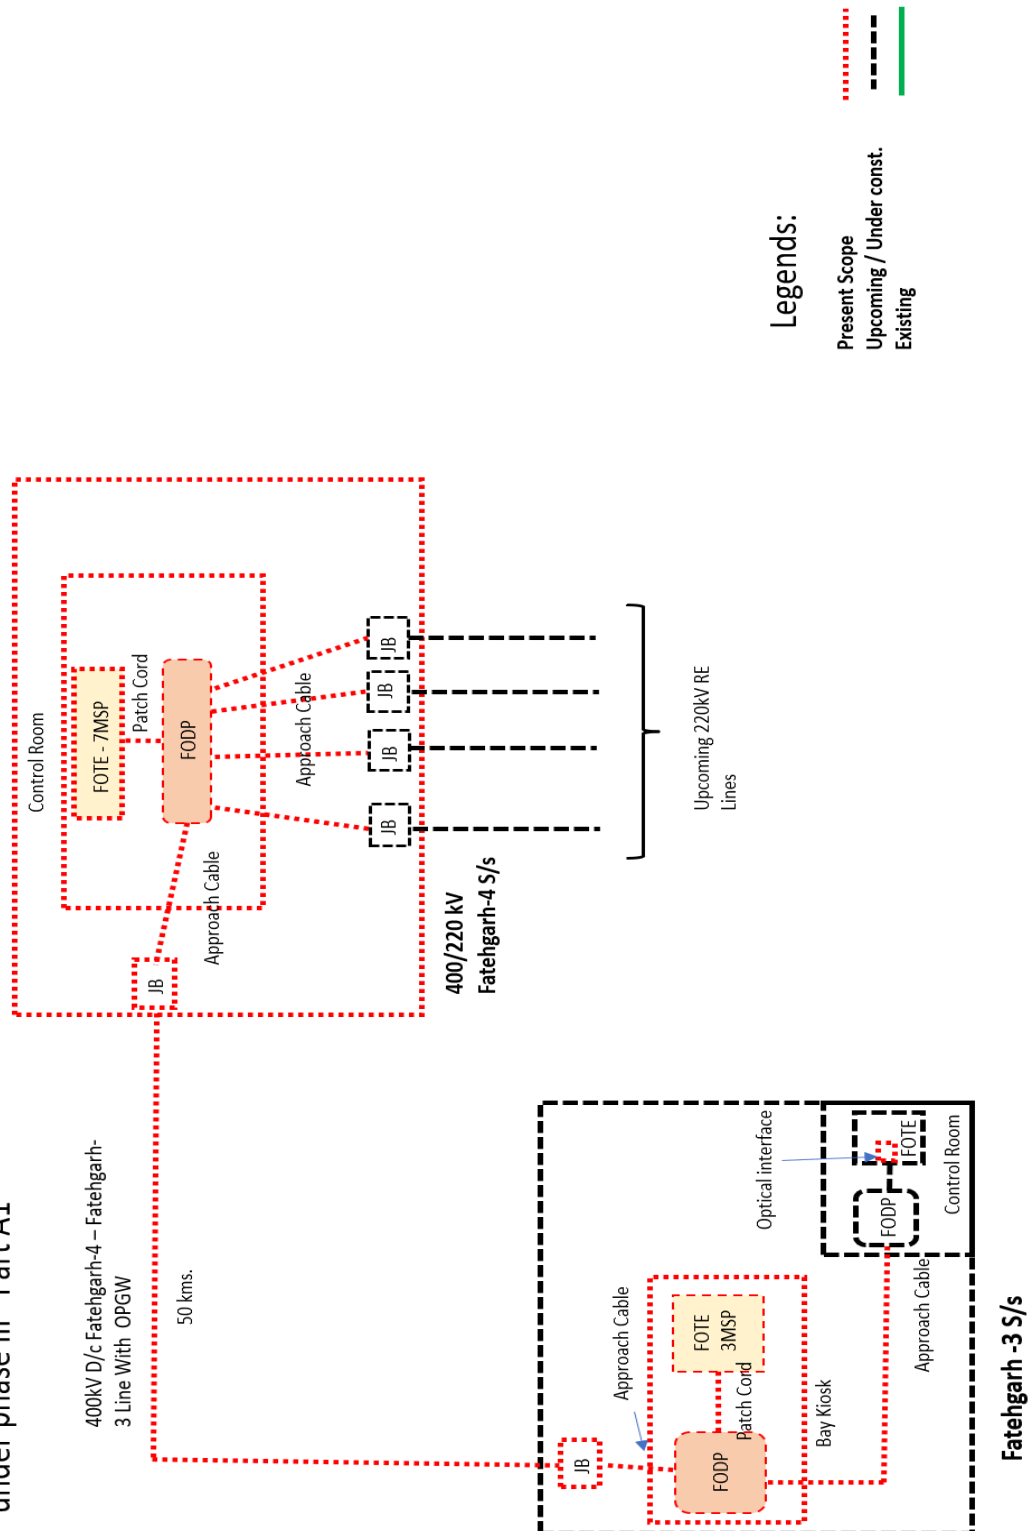 under phase III Part A1
400kV D/c Fatehgarh-4 – Fatehgarh-
3 Line With OPGW
50 kms.
Control Room
FOTE - 7MSP
Patch Cord
FODP
Approach Cable
JB
Approach Cable
JB
JB
JB
JB
400/220 kV
Fatehgarh-4 S/s
Upcoming 220kV RE
Lines
JB
Approach Cable
FODP
Patch Cord
FOTE
3MSP
Bay Kiosk
Approach Cable
Optical interface
FODP
FOTE
Control Room
Fatehgarh -3 S/s
Legends:
Present Scope
Upcoming / Under const.
Existing